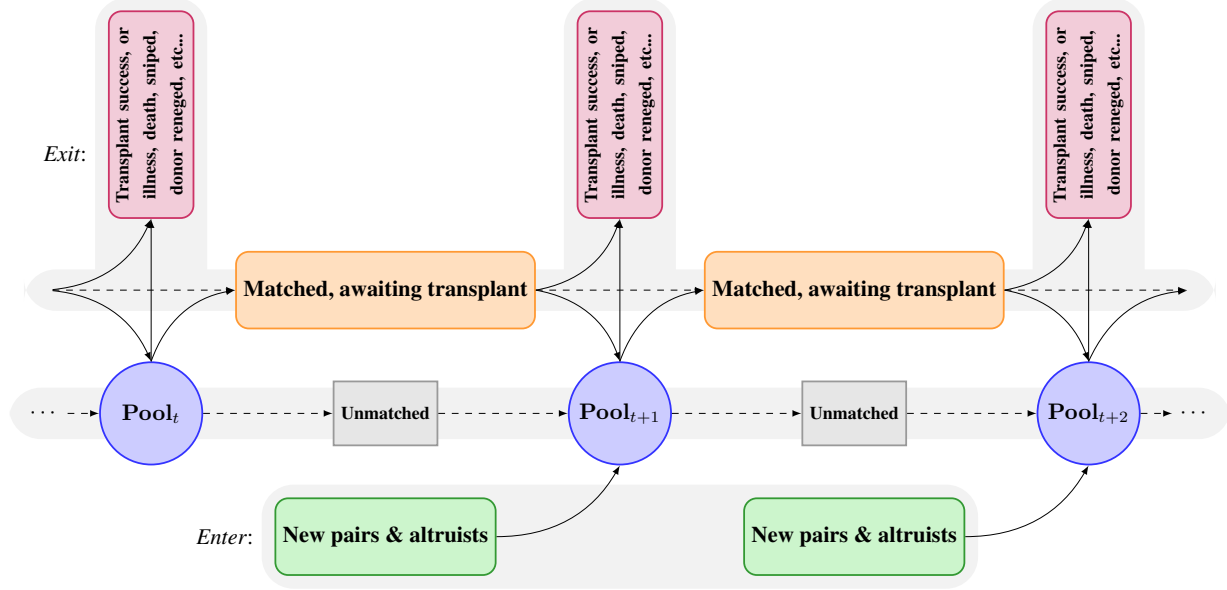 Transplant success, or
illness, death, sniped,
donor reneged, etc...
Transplant success, or
illness, death, sniped,
donor reneged, etc...
Transplant success, or
illness, death, sniped,
donor reneged, etc...
Exit:
Matched, awaiting transplant
Matched, awaiting transplant
···
Pool_t
Unmatched
Pool_{t+1}
Unmatched
Pool_{t+2}
···
Enter:
New pairs & altruists
New pairs & altruists